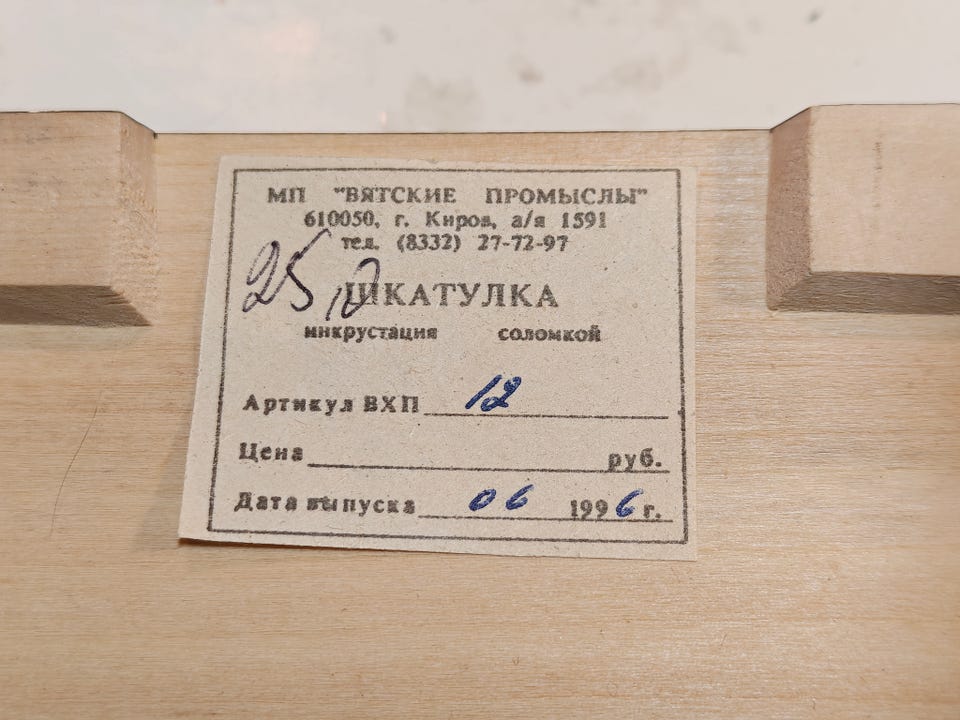 МП "ВЯТСКИЕ ПРОМЫСЛЫ"
610050, г. Киров, а/я 1591
тел. (8332) 27-72-97
25,0
ШКАТУЛКА
инкрустация соломкой
Артикул ВХП 12
Цена руб.
Дата выпуска 06 1996 г.